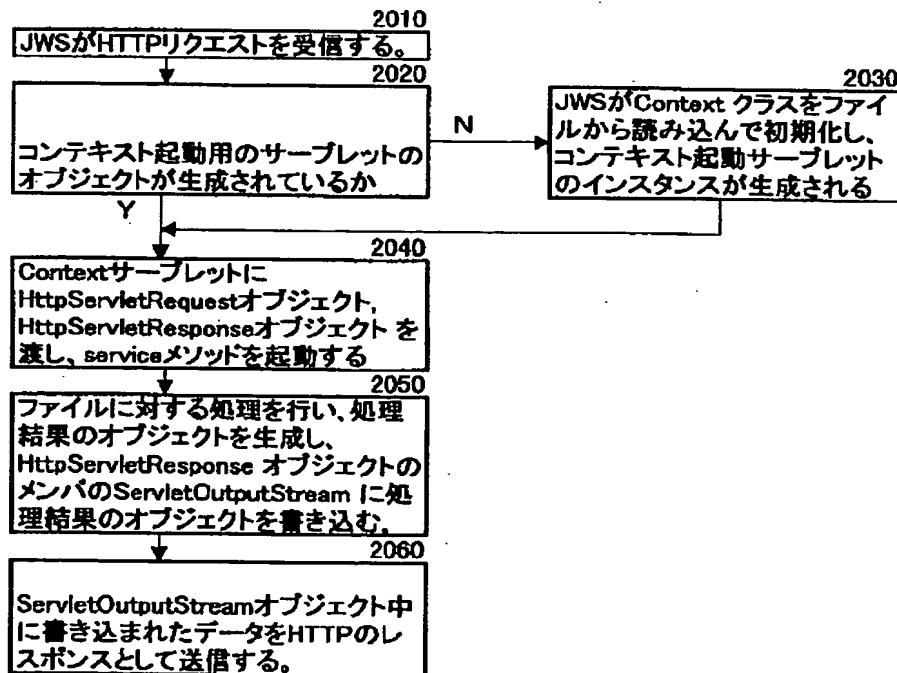 2010
JWSがHTTPリクエストを受信する。
2020
コンテキスト起動用のサーブレットの
オブジェクトが生成されているか
N
Y
2030
JWSがContext クラスをファイ
ルから読み込んで初期化し、
コンテキスト起動サーブレット
のインスタンスが生成される
2040
Contextサーブレットに
HttpServletRequestオブジェクト,
HttpServletResponseオブジェクト を
渡し、serviceメソッドを起動する
2050
ファイルに対する処理を行い、処理
結果のオブジェクトを生成し、
HttpServletResponse オブジェクトの
メンバのServletOutputStream に処
理結果のオブジェクトを書き込む.
2060
ServletOutputStreamオブジェクト中
に書き込まれたデータをHTTPのレ
スポンスとして送信する。